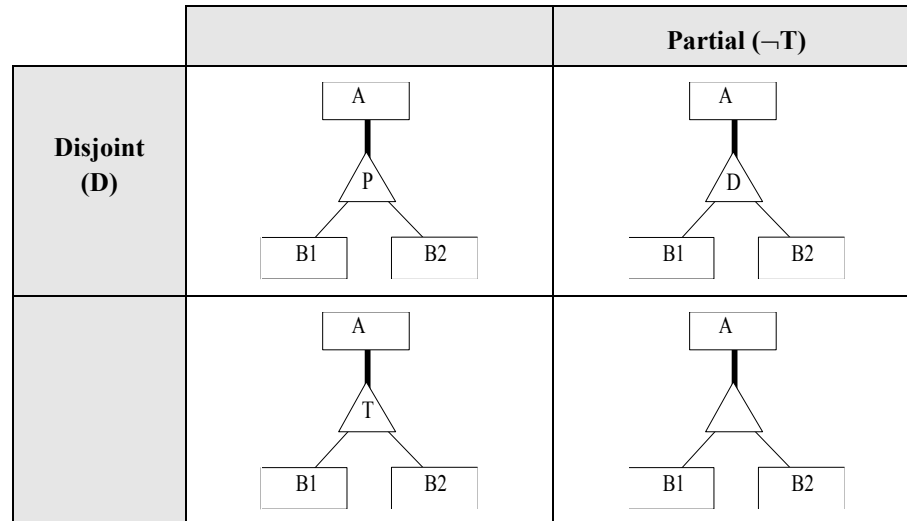 Partial (¬T)
Disjoint
(D)
A
P
B1 B2
A
D
B1 B2
A
T
B1 B2
A
B1 B2